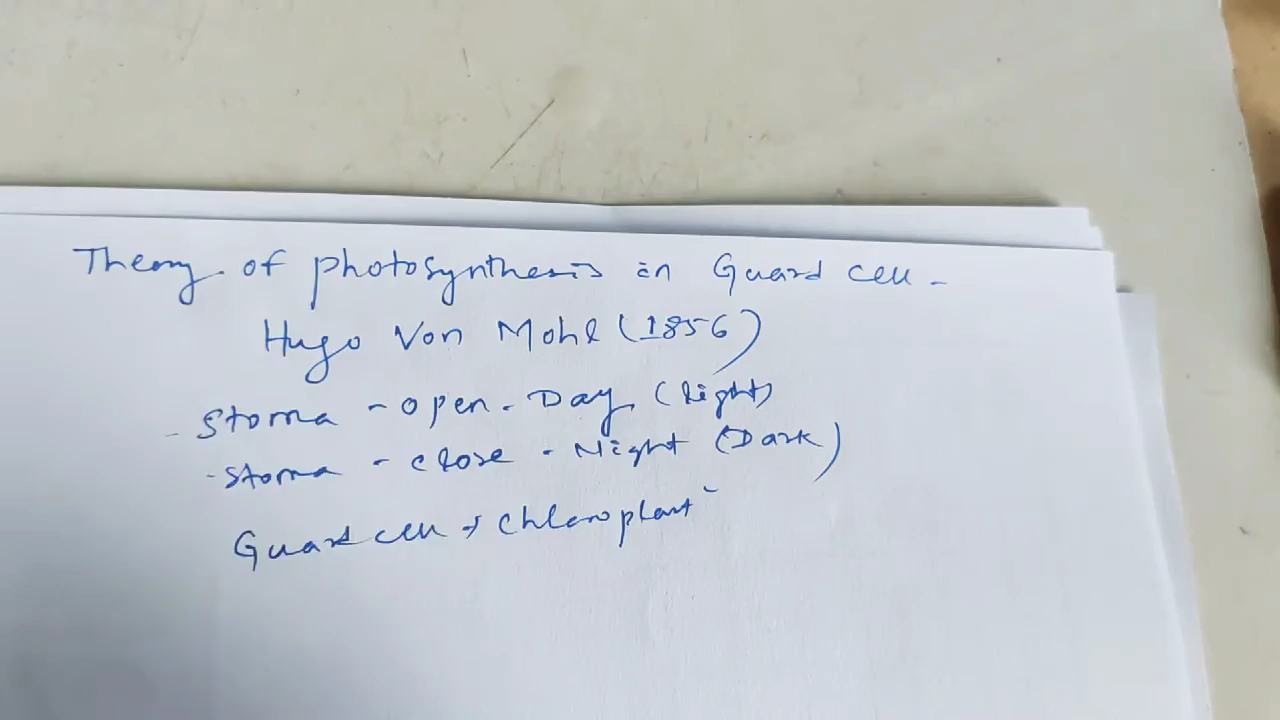 Theory of photosynthesis in Guard cell -
Hugo Von Mohl (1856)
- Stoma - open - Day (Light)
- Stoma - close - Night (Dark)
Guard cell → chloroplast